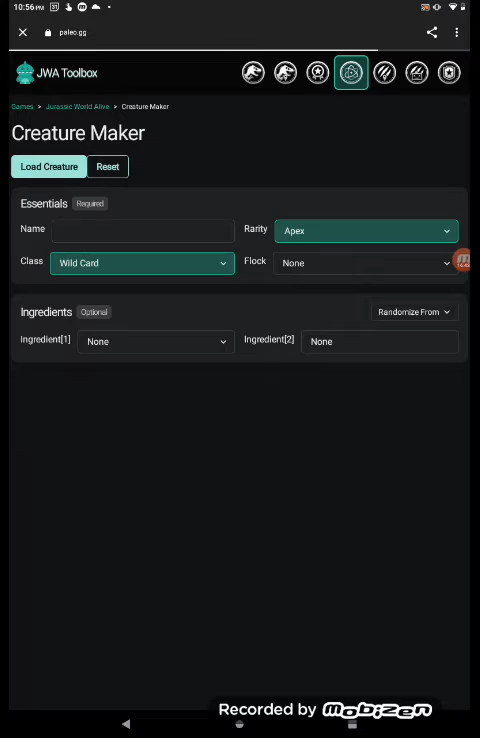 10:56 PM 31
paleo.gg
JWA Toolbox
Games > Jurassic World Alive > Creature Maker
Creature Maker
Load Creature Reset
Essentials Required
Name Rarity Apex
Class Wild Card Flock None
Ingredients Optional Randomize From
Ingredient[1] None Ingredient[2] None
Recorded by Mobizen